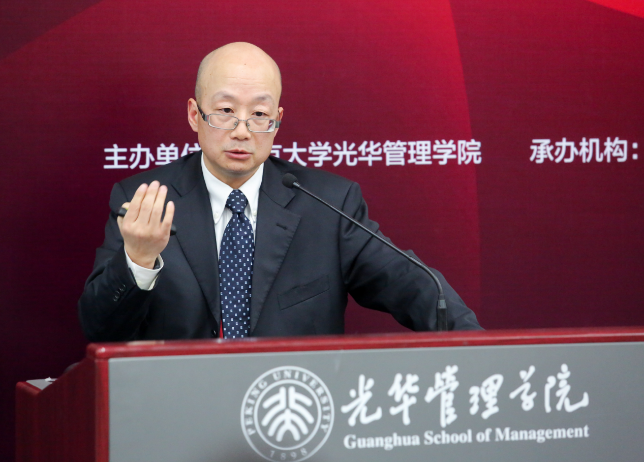 主办单位
京大学光华管理学院
承办机构：
PEKING UNIVERSITY
1898
光华管理学院
Guanghua School of Management